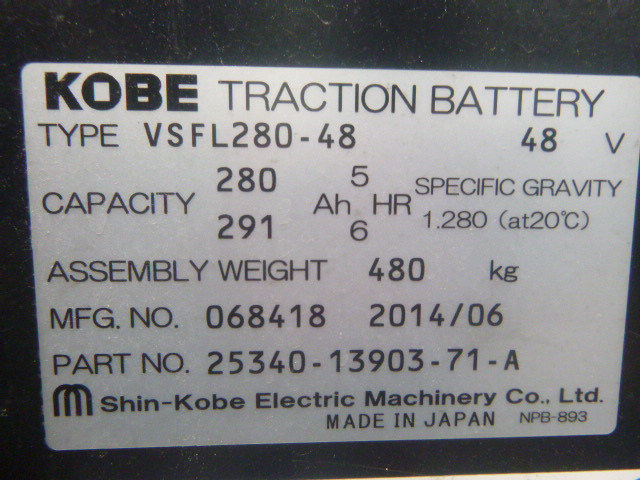 KOBE TRACTION BATTERY
TYPE VSFL280-48 48 V
CAPACITY 280 Ah 5 HR SPECIFIC GRAVITY
291 6 1.280 (at20℃)
ASSEMBLY WEIGHT 480 kg
MFG. NO. 068418 2014/06
PART NO. 25340-13903-71-A
Shin-Kobe Electric Machinery Co., Ltd.
MADE IN JAPAN NPB-893